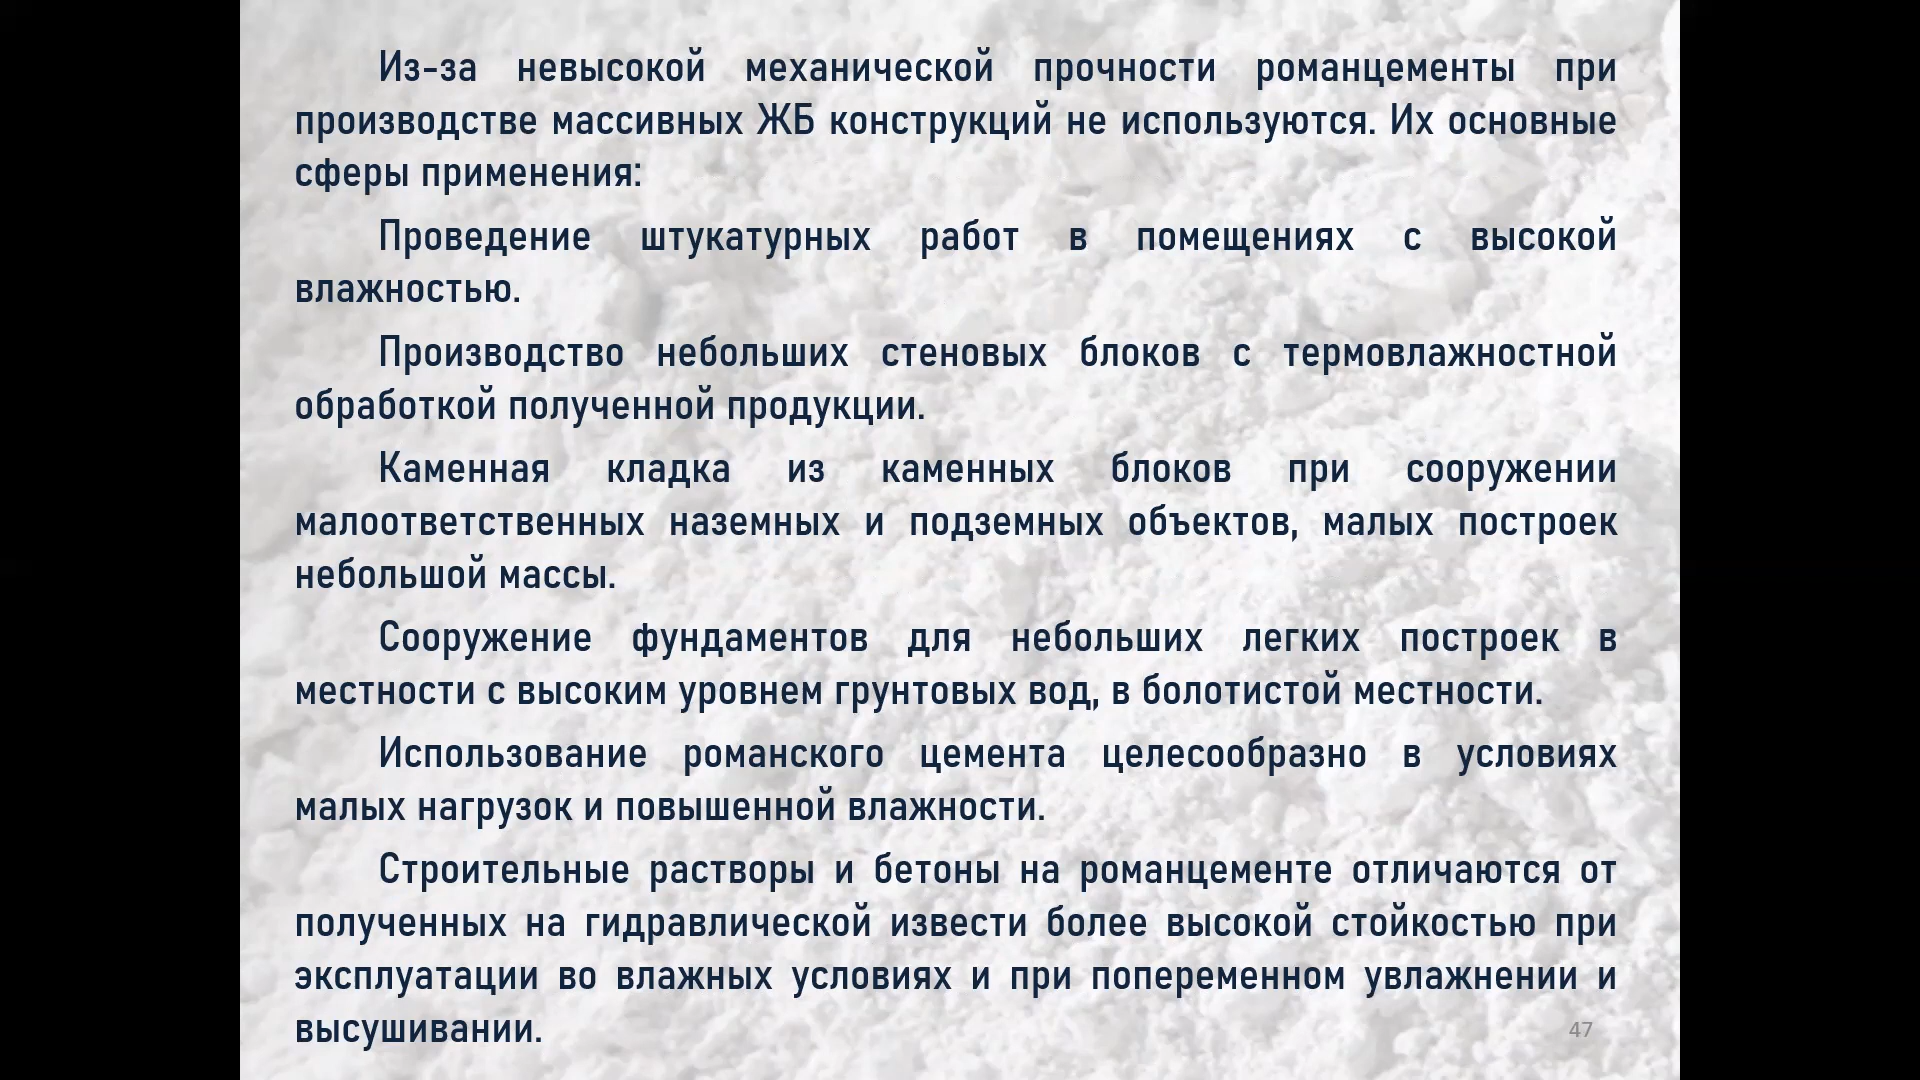 Из-за невысокой механической прочности романцементы при
производстве массивных ЖБ конструкций не используются. Их основные
сферы применения:
Проведение штукатурных работ в помещениях с высокой
влажностью.
Производство небольших стеновых блоков с термовлажностной
обработкой полученной продукции.
Каменная кладка из каменных блоков при сооружении
малоответственных наземных и подземных объектов, малых построек
небольшой массы.
Сооружение фундаментов для небольших легких построек в
местности с высоким уровнем грунтовых вод, в болотистой местности.
Использование романского цемента целесообразно в условиях
малых нагрузок и повышенной влажности.
Строительные растворы и бетоны на романцементе отличаются от
полученных на гидравлической извести более высокой стойкостью при
эксплуатации во влажных условиях и при попеременном увлажнении и
высушивании.
47